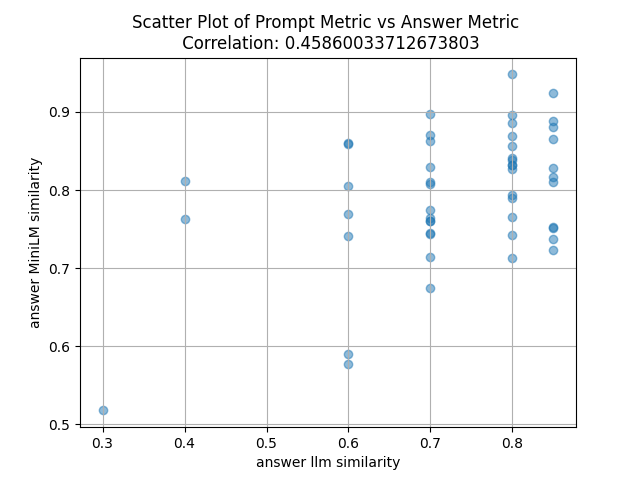 Scatter Plot of Prompt Metric vs Answer Metric
Correlation: 0.45860033712673803
answer MiniLM similarity
0.9
0.8
0.7
0.6
0.5
0.3 0.4 0.5 0.6 0.7 0.8
answer llm similarity